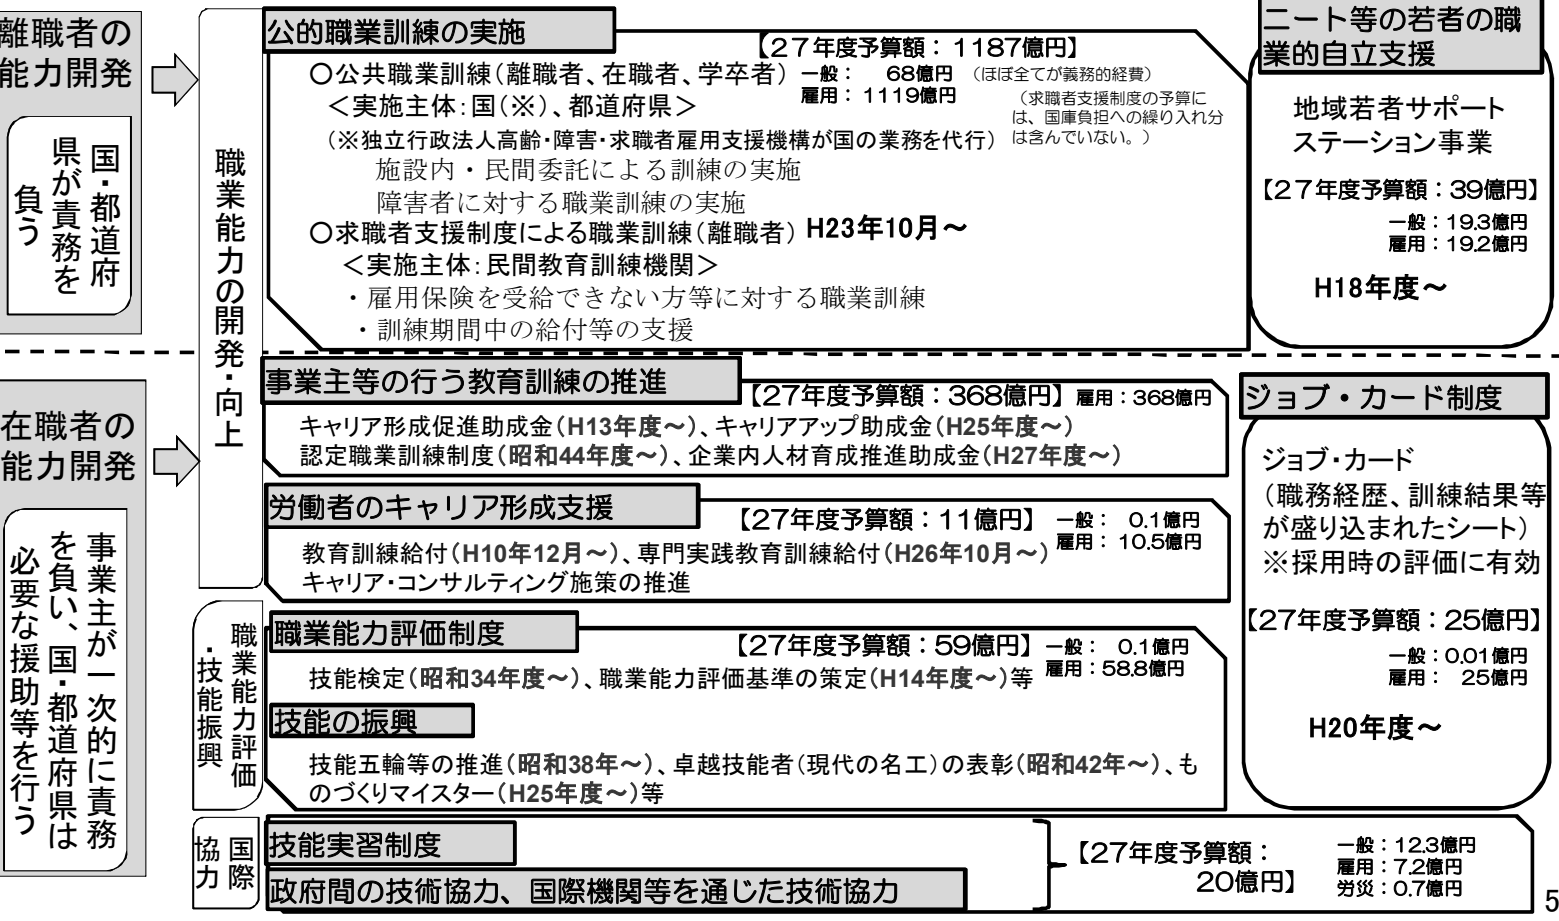 離職者の
能力開発
国・都道府
県が責務を
負う
職業能力の開発・向上
公的職業訓練の実施
【27年度予算額：1187億円】
〇公共職業訓練（離職者、在職者、学卒者）
一般： 68億円 （ほぼ全てが義務的経費）
雇用：1119億円
＜実施主体：国（※）、都道府県＞
（求職者支援制度の予算に
は、国庫負担への繰り入れ分
は含んでいない。）
（※独立行政法人高齢・障害・求職者雇用支援機構が国の業務を代行）
施設内・民間委託による訓練の実施
障害者に対する職業訓練の実施
〇求職者支援制度による職業訓練（離職者） H23年10月～
＜実施主体：民間教育訓練機関＞
・雇用保険を受給できない方等に対する職業訓練
・訓練期間中の給付等の支援
ニート等の若者の職
業的自立支援
地域若者サポート
ステーション事業
【27年度予算額：39億円】
一般：19.3億円
雇用：19.2億円
H18年度～
在職者の
能力開発
事業主が一次的に責務
を負い、国・都道府県は
必要な援助等を行う
事業主等の行う教育訓練の推進
【27年度予算額：368億円】 雇用：368億円
キャリア形成促進助成金（H13年度～）、キャリアアップ助成金（H25年度～）
認定職業訓練制度（昭和44年度～）、企業内人材育成推進助成金（H27年度～）
労働者のキャリア形成支援
【27年度予算額：11億円】
一般： 0.1億円
雇用： 10.5億円
教育訓練給付（H10年12月～）、専門実践教育訓練給付（H26年10月～）
キャリア・コンサルティング施策の推進
ジョブ・カード制度
ジョブ・カード
（職務経歴、訓練結果等
が盛り込まれたシート）
※採用時の評価に有効
【27年度予算額：25億円】
一般：0.01億円
雇用： 25億円
H20年度～
職業能力評価
・技能振興
職業能力評価制度
【27年度予算額：59億円】
一般： 0.1億円
雇用：58.8億円
技能検定（昭和34年度～）、職業能力評価基準の策定（H14年度～）等
技能の振興
技能五輪等の推進（昭和38年～）、卓越技能者（現代の名工）の表彰（昭和42年～）、も
のづくりマイスター（H25年度～）等
国際
協力
技能実習制度
政府間の技術協力、国際機関等を通じた技術協力
【27年度予算額：
20億円】
一般：12.3億円
雇用：7.2億円
労災：0.7億円
5